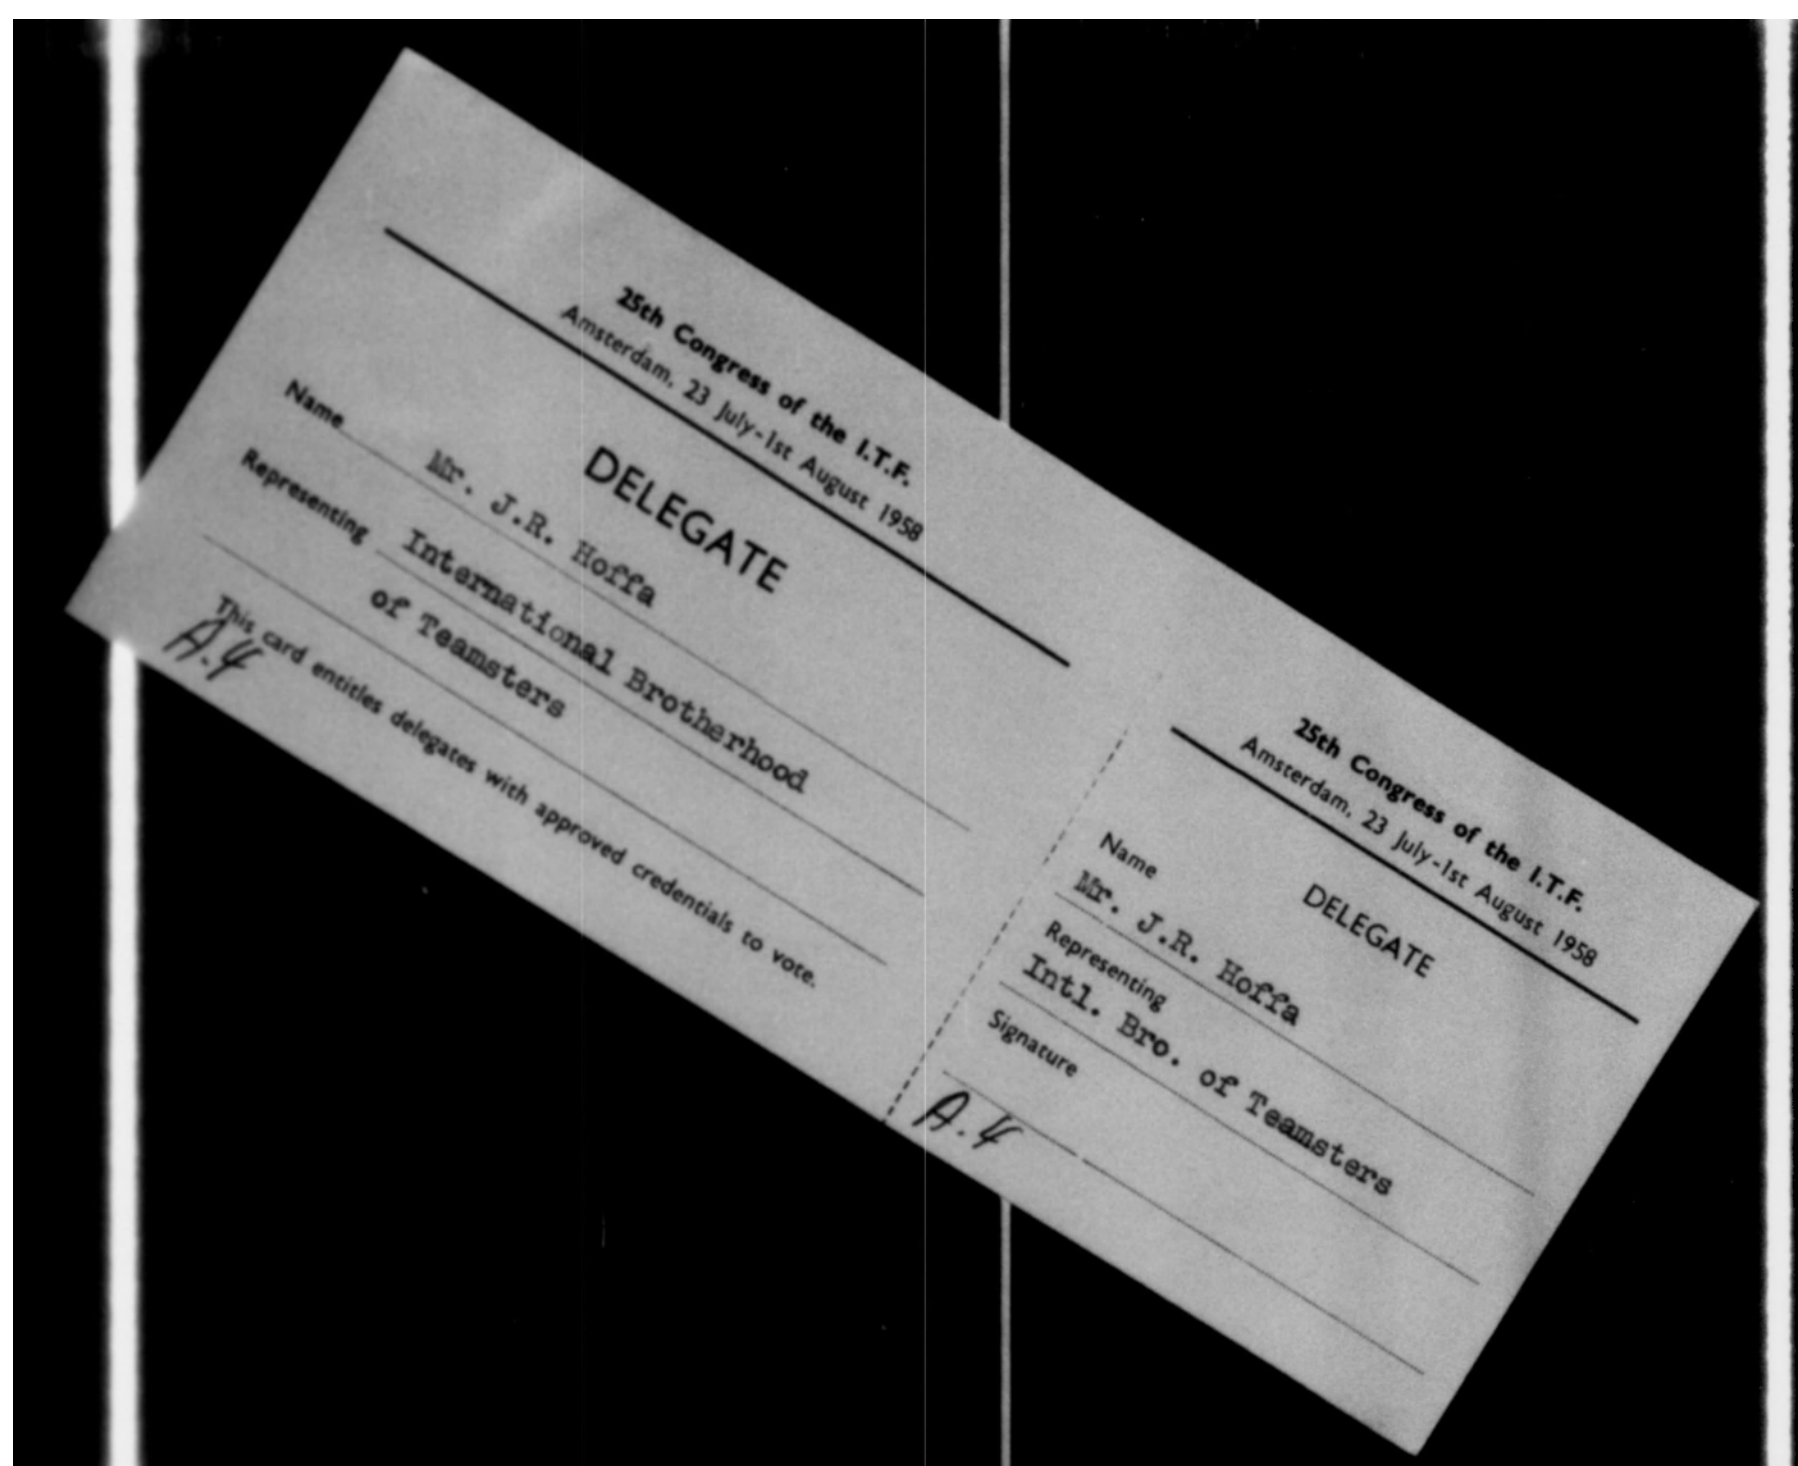 25th Congress of the I.T.F.
Amsterdam, 23 July-1st August 1958
DELEGATE
Name Mr. J.R. Hoffa
Representing International Brotherhood
of Teamsters
This card entitles delegates with approved credentials to vote.
A.4
25th Congress of the I.T.F.
Amsterdam, 23 July-1st August 1958
DELEGATE
Name
Mr. J.R. Hoffa
Representing
Intl. Bro. of Teamsters
Signature
A.4